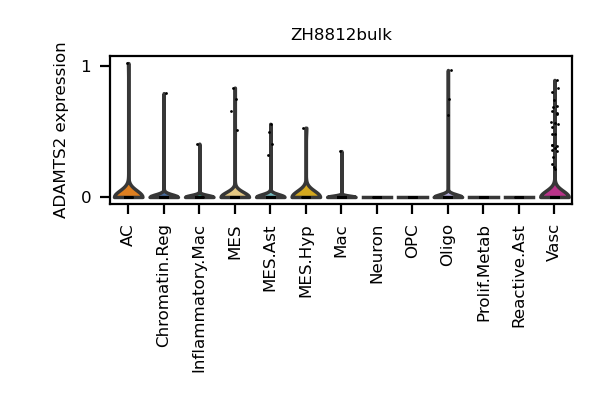 ZH8812bulk
ADAMTS2 expression
1
0
AC
Chromatin.Reg
Inflammatory.Mac
MES
MES.Ast
MES.Hyp
Mac
Neuron
OPC
Oligo
Prolif.Metab
Reactive.Ast
Vasc